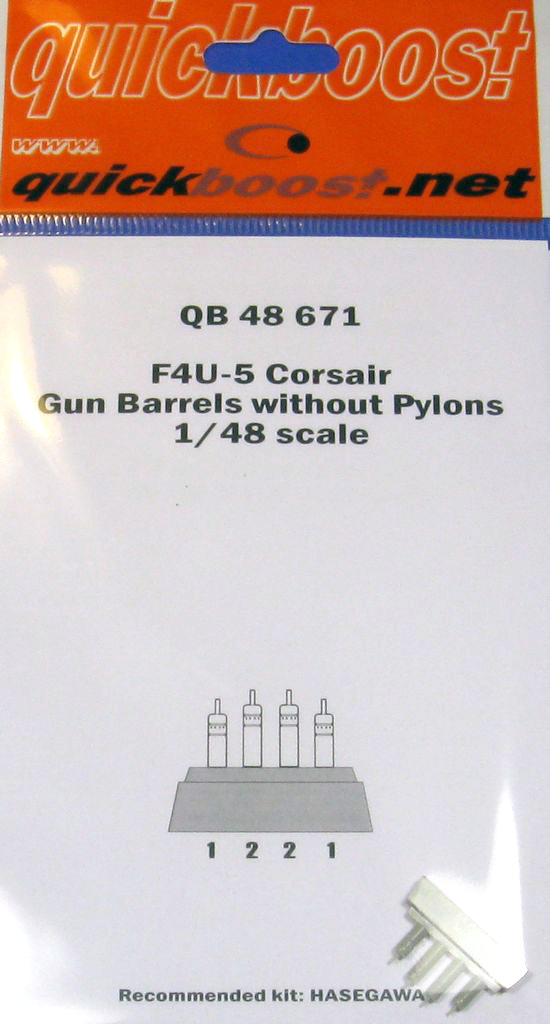 quickboost
www.
quickboost.net
QB 48 671
F4U-5 Corsair
Gun Barrels without Pylons
1/48 scale
1 2 2 1
Recommended kit: HASEGAWA